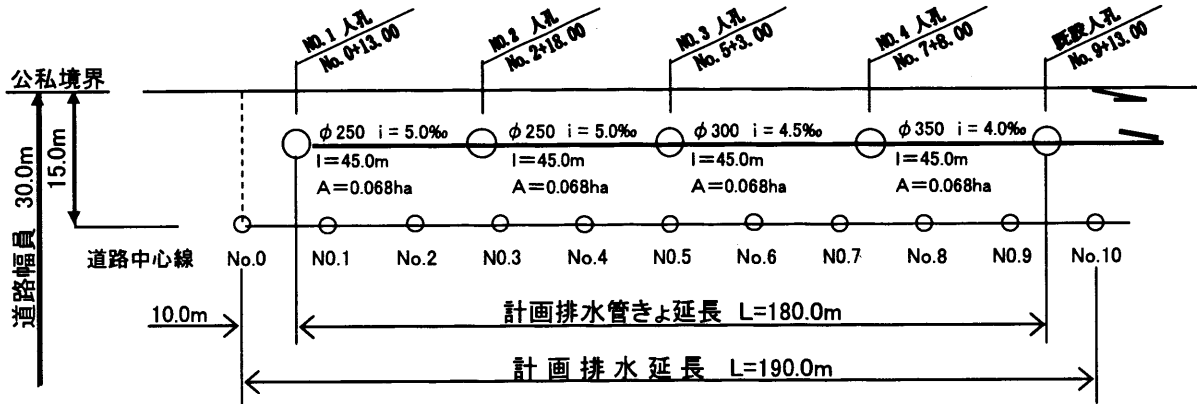 NO.1 人孔
No.0+13.00
NO.2 人孔
No.2+18.00
NO.3 人孔
No.5+3.00
NO.4 人孔
No.7+8.00
既設人孔
No.9+13.00
公私境界
道路幅員 30.0m
15.0m
φ250 i=5.0‰
l=45.0m
A=0.068ha
φ250 i=5.0‰
l=45.0m
A=0.068ha
φ300 i=4.5‰
l=45.0m
A=0.068ha
φ350 i=4.0‰
l=45.0m
A=0.068ha
道路中心線
No.0
N0.1
No.2
N0.3
No.4
N0.5
No.6
N0.7
No.8
N0.9
No.10
10.0m
計画排水管きょ延長 L=180.0m
計画排水延長 L=190.0m